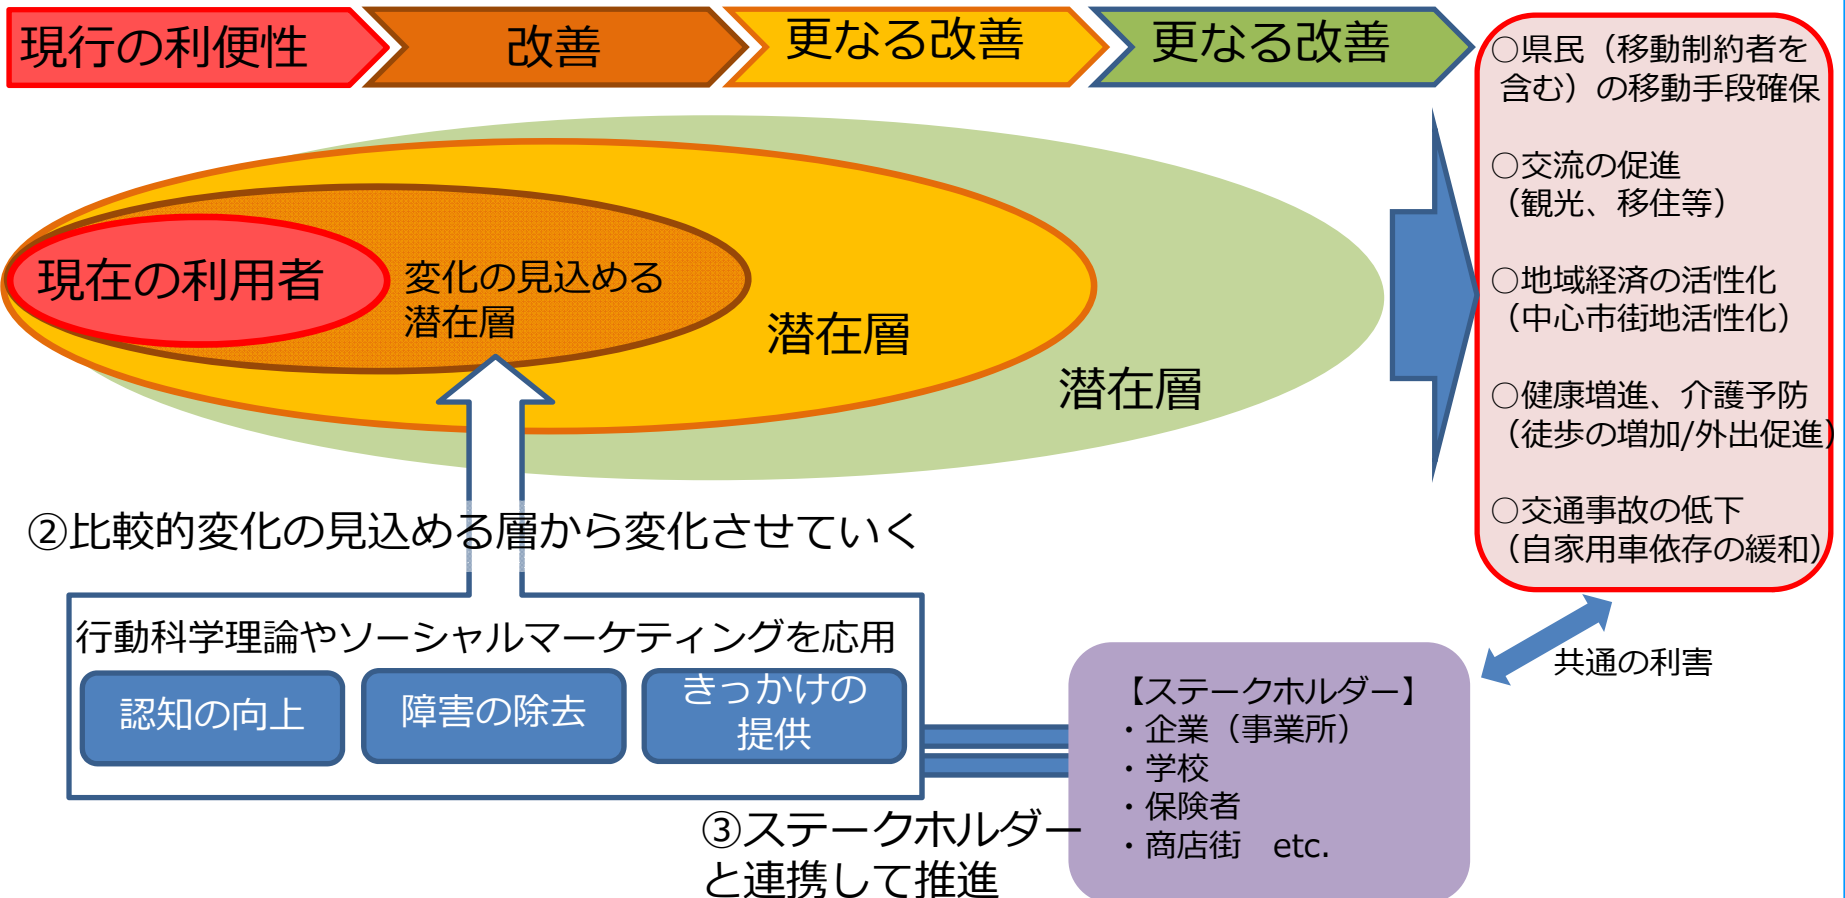 現行の利便性
改善
更なる改善
更なる改善
○県民（移動制約者を
含む）の移動手段確保
○交流の促進
（観光、移住等）
○地域経済の活性化
（中心市街地活性化）
○健康増進、介護予防
（徒歩の増加/外出促進）
○交通事故の低下
（自家用車依存の緩和）
現在の利用者
変化の見込める
潜在層
潜在層
潜在層
②比較的変化の見込める層から変化させていく
行動科学理論やソーシャルマーケティングを応用
認知の向上
障害の除去
きっかけの
提供
共通の利害
【ステークホルダー】
・企業（事業所）
・学校
・保険者
・商店街　etc.
③ステークホルダー
と連携して推進